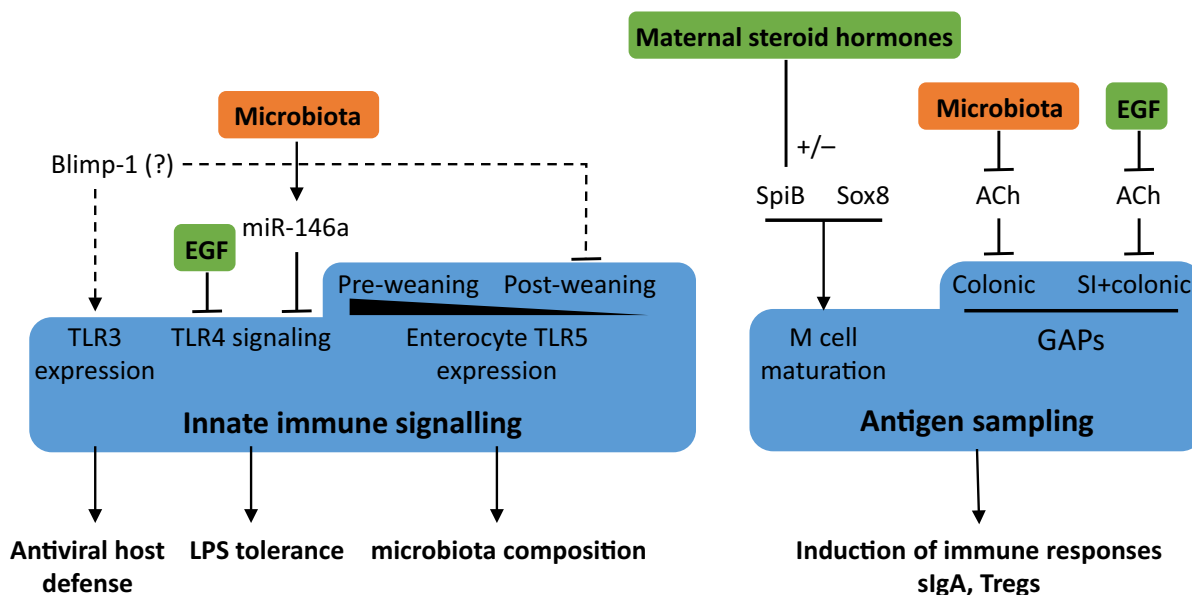 Maternal steroid hormones
Microbiota
Microbiota
EGF
Blimp-1 (?)
+/–
SpiB
Sox8
ACh
ACh
miR-146a
EGF
Pre-weaning
Post-weaning
Colonic
SI+colonic
TLR3
expression
TLR4 signaling
Enterocyte TLR5
expression
M cell
maturation
GAPs
Innate immune signalling
Antigen sampling
Antiviral host
defense
LPS tolerance
microbiota composition
Induction of immune responses
sIgA, Tregs